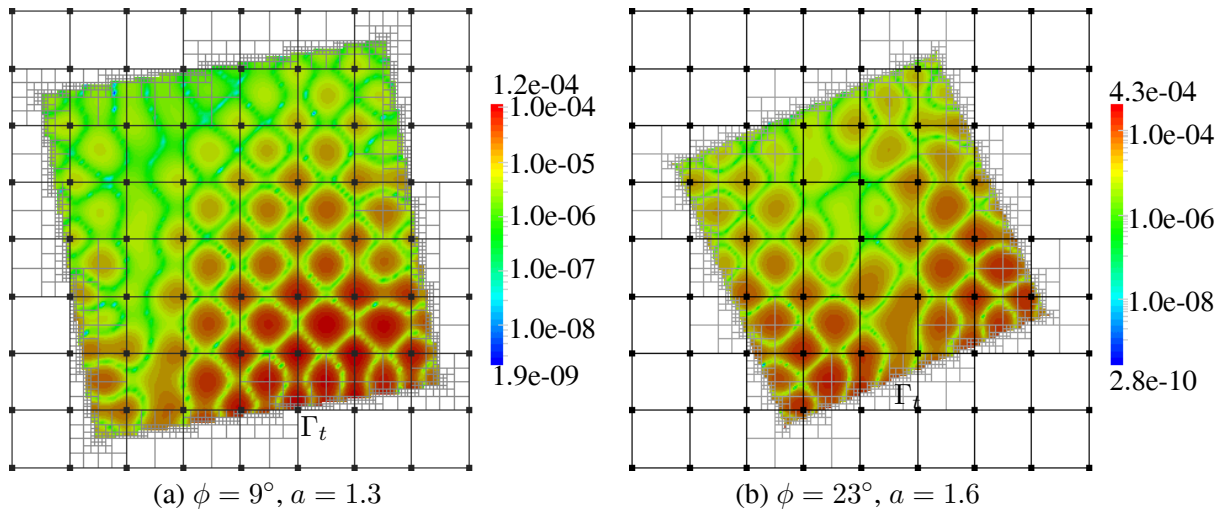 1.2e-04
1.0e-04
1.0e-05
1.0e-06
1.0e-07
1.0e-08
1.9e-09
Γt
(a) ϕ = 9°, a = 1.3
4.3e-04
1.0e-04
1.0e-06
1.0e-08
2.8e-10
Γt
(b) ϕ = 23°, a = 1.6